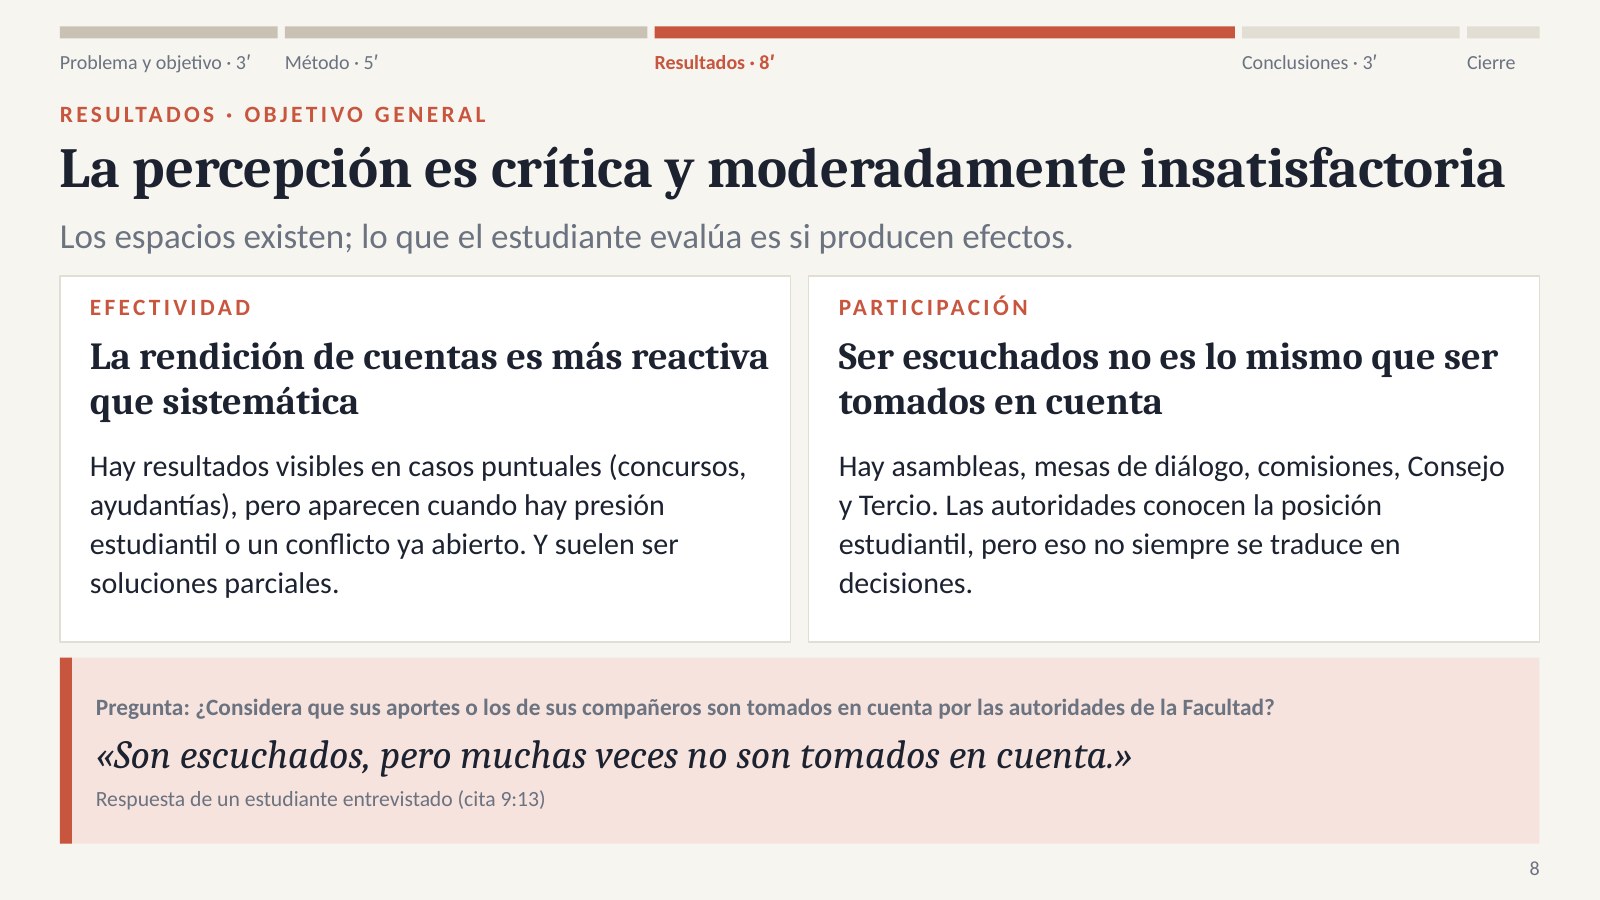 Problema y objetivo · 3′
Método · 5′
Resultados · 8′
Conclusiones · 3′
Cierre
RESULTADOS · OBJETIVO GENERAL
La percepción es crítica y moderadamente insatisfactoria
Los espacios existen; lo que el estudiante evalúa es si producen efectos.
EFECTIVIDAD
La rendición de cuentas es más reactiva
que sistemática
Hay resultados visibles en casos puntuales (concursos,
ayudantías), pero aparecen cuando hay presión
estudiantil o un conflicto ya abierto. Y suelen ser
soluciones parciales.
PARTICIPACIÓN
Ser escuchados no es lo mismo que ser
tomados en cuenta
Hay asambleas, mesas de diálogo, comisiones, Consejo
y Tercio. Las autoridades conocen la posición
estudiantil, pero eso no siempre se traduce en
decisiones.
Pregunta: ¿Considera que sus aportes o los de sus compañeros son tomados en cuenta por las autoridades de la Facultad?
«Son escuchados, pero muchas veces no son tomados en cuenta.»
Respuesta de un estudiante entrevistado (cita 9:13)
8